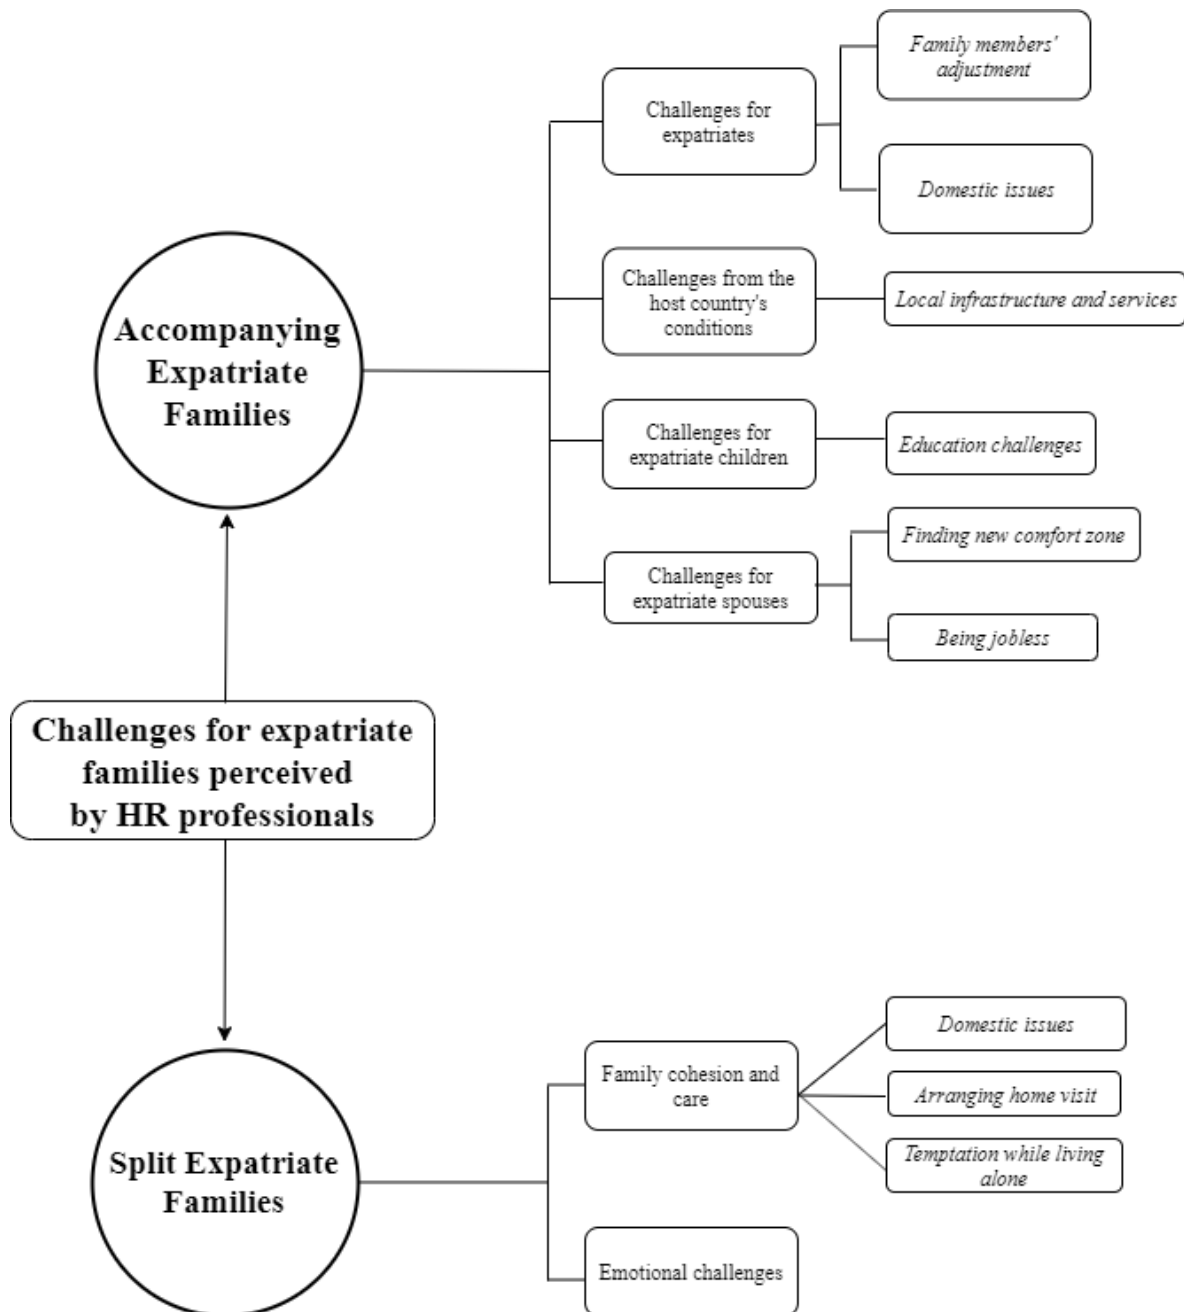 Family members'
adjustment
Challenges for
expatriates
Domestic issues
Challenges from the
host country's
conditions
Local infrastructure and services
Accompanying
Expatriate
Families
Challenges for
expatriate children
Education challenges
Finding new comfort zone
Challenges for
expatriate spouses
Being jobless
Challenges for expatriate
families perceived
by HR professionals
Domestic issues
Family cohesion and
care
Arranging home visit
Temptation while living
alone
Split Expatriate
Families
Emotional challenges